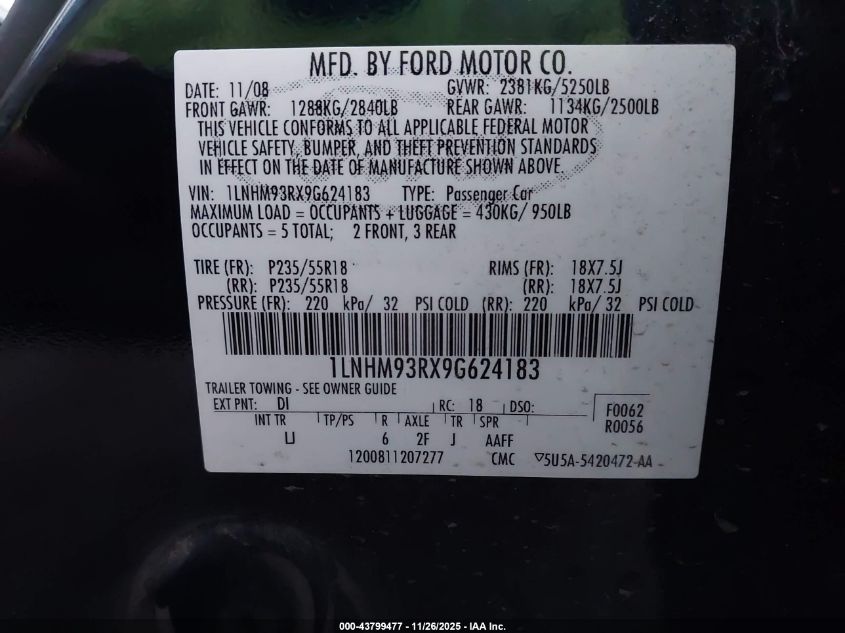 MFD. BY FORD MOTOR CO.
DATE: 11/08 GVWR: 2381KG/5250LB
FRONT GAWR: 1288KG/2840LB REAR GAWR: 1134KG/2500LB
THIS VEHICLE CONFORMS TO ALL APPLICABLE FEDERAL MOTOR
VEHICLE SAFETY, BUMPER, AND THEFT PREVENTION STANDARDS
IN EFFECT ON THE DATE OF MANUFACTURE SHOWN ABOVE.
VIN: 1LNHM93RX9G624183 TYPE: Passenger Car
MAXIMUM LOAD = OCCUPANTS + LUGGAGE = 430KG/ 950LB
OCCUPANTS = 5 TOTAL; 2 FRONT, 3 REAR
TIRE (FR): P235/55R18 RIMS (FR): 18X7.5J
(RR): P235/55R18 (RR): 18X7.5J
PRESSURE (FR): 220 kPa/ 32 PSI COLD (RR): 220 kPa/ 32 PSI COLD
1LNHM93RX9G624183
TRAILER TOWING - SEE OWNER GUIDE
EXT PNT: DI RC: 18 DSO: F0062
INT TR TP/PS R AXLE TR SPR R0056
IJ 6 2F J AAFF
1200811207277 CMC ▽5U5A-5420472-AA
000-43799477 - 11/26/2025 - IAA Inc.